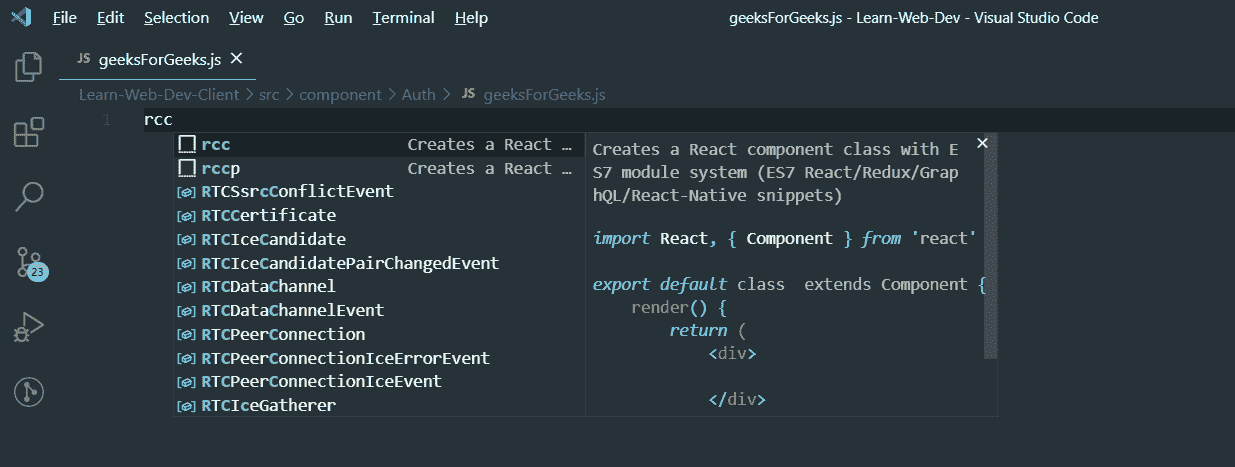 File Edit Selection View Go Run Terminal Help geeksForGeeks.js - Learn-Web-Dev - Visual Studio Code
JS geeksForGeeks.js ×
Learn-Web-Dev-Client > src > component > Auth > JS geeksForGeeks.js
1 rcc
rcc Creates a React …
rccp Creates a React …
RTCSsrcConflictEvent
RTCCertificate
RTCIceCandidate
RTCIceCandidatePairChangedEvent
RTCDataChannel
RTCDataChannelEvent
RTCPeerConnection
RTCPeerConnectionIceErrorEvent
RTCPeerConnectionIceEvent
RTCIceGatherer
Creates a React component class with E
S7 module system (ES7 React/Redux/Grap
hQL/React-Native snippets)
import React, { Component } from 'react'
export default class  extends Component {
render() {
return (
<div>
</div>
23